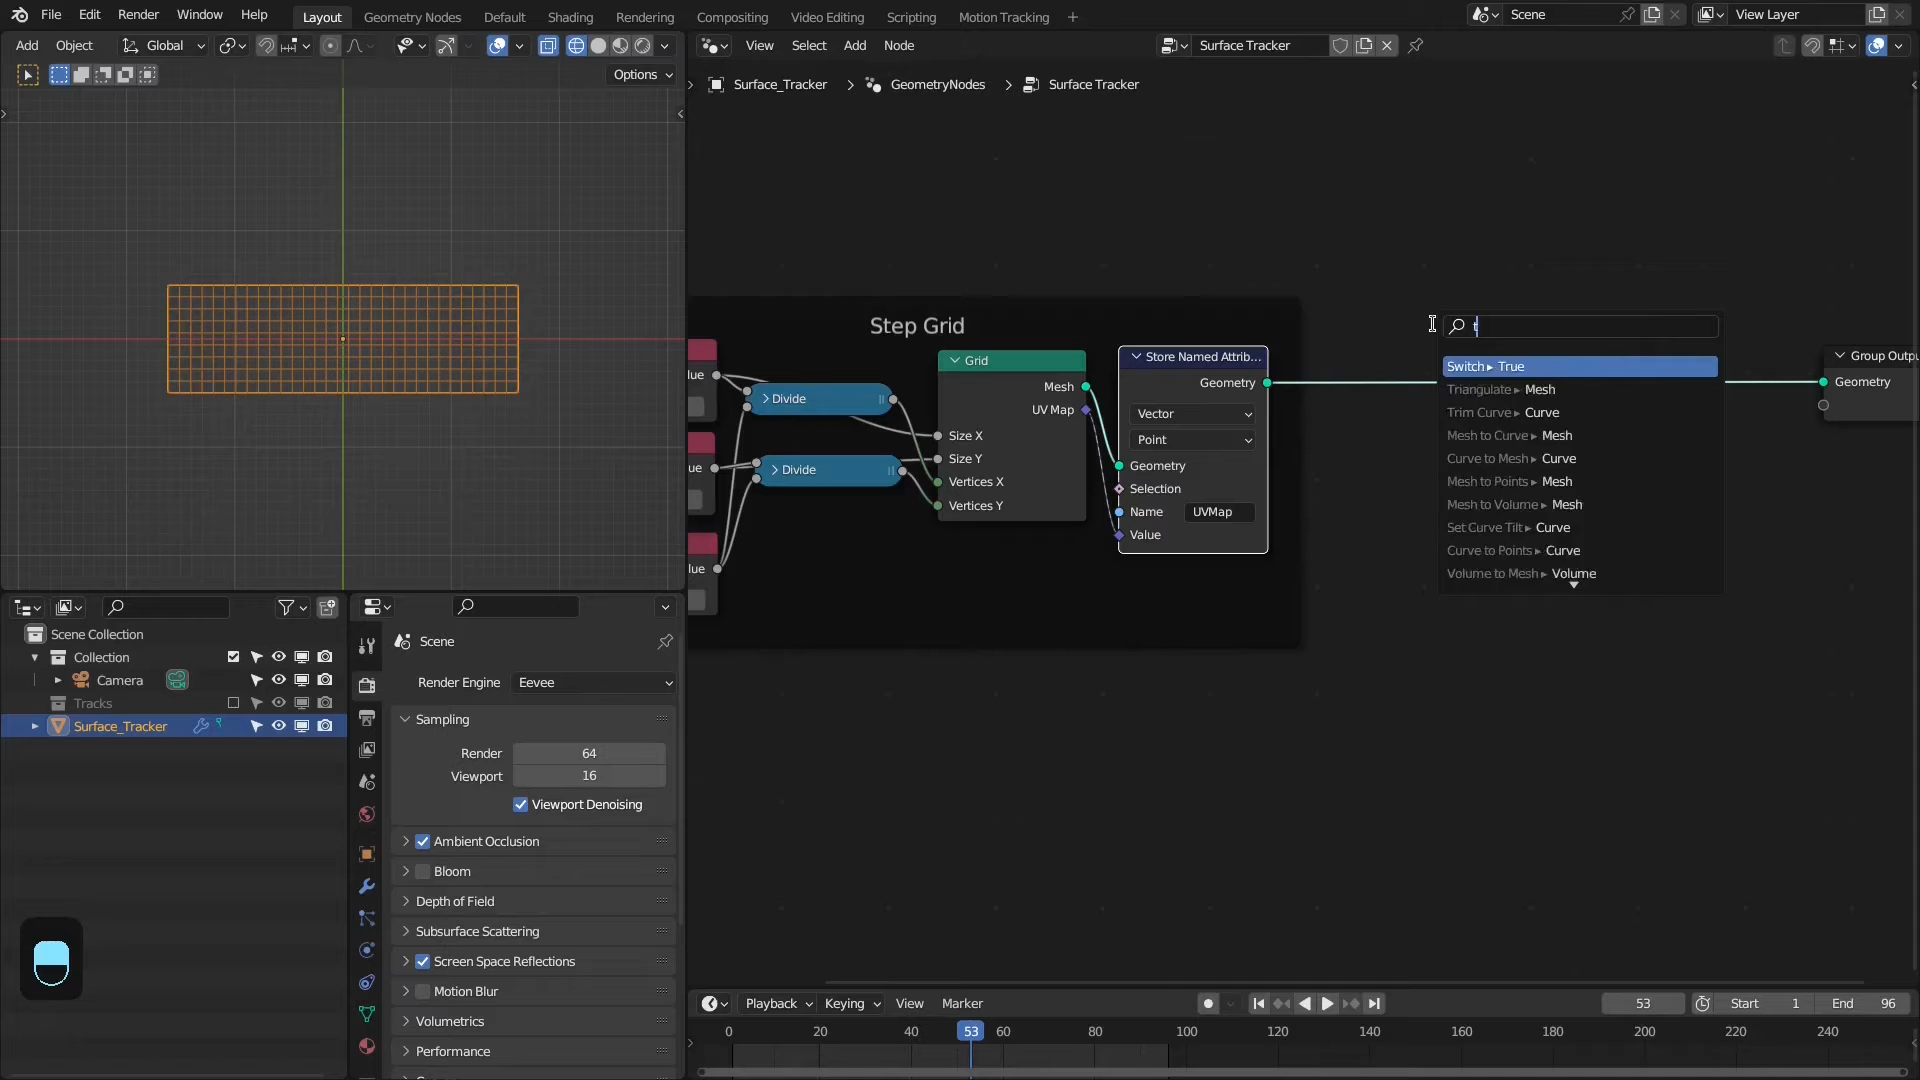 File Edit Render Window Help Layout Geometry Nodes Default Shading Rendering Compositing Video Editing Scripting Motion Tracking + Scene View Layer
Add Object Global
Options
View Select Add Node Surface Tracker
Surface_Tracker > GeometryNodes > Surface Tracker
Step Grid
lue
ue
lue
Divide
Divide
Grid
Mesh
UV Map
Size X
Size Y
Vertices X
Vertices Y
Store Named Attrib...
Geometry
Vector
Point
Geometry
Selection
Name UVMap
Value
t
Switch ▸ True
Triangulate ▸ Mesh
Trim Curve ▸ Curve
Mesh to Curve ▸ Mesh
Curve to Mesh ▸ Curve
Mesh to Points ▸ Mesh
Mesh to Volume ▸ Mesh
Set Curve Tilt ▸ Curve
Curve to Points ▸ Curve
Volume to Mesh ▸ Volume
Group Outpu
Geometry
Scene Collection
Collection
Camera
Tracks
Surface_Tracker
Scene
Render Engine Eevee
Sampling
Render 64
Viewport 16
Viewport Denoising
Ambient Occlusion
Bloom
Depth of Field
Subsurface Scattering
Screen Space Reflections
Motion Blur
Volumetrics
Performance
Playback Keying View Marker 53 Start 1 End 96
0 20 40 53 60 80 100 120 140 160 180 200 220 240